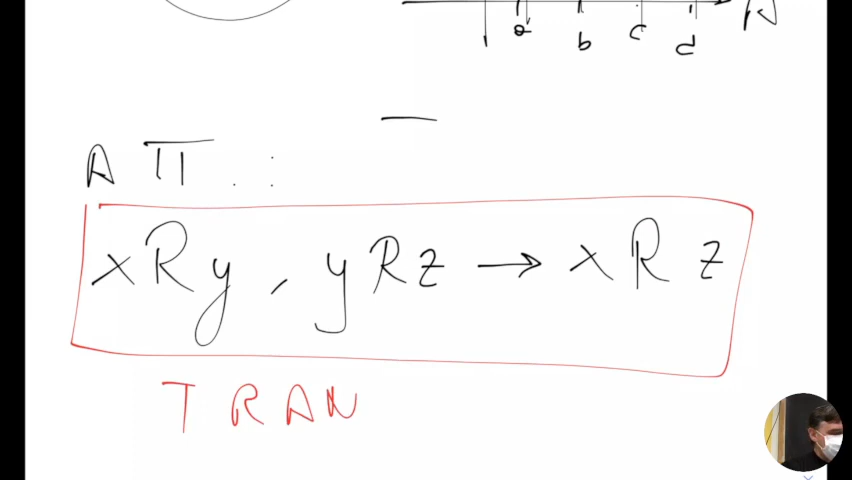 a b c d A
A П . :
xRy, yRz → xRz
TRAN